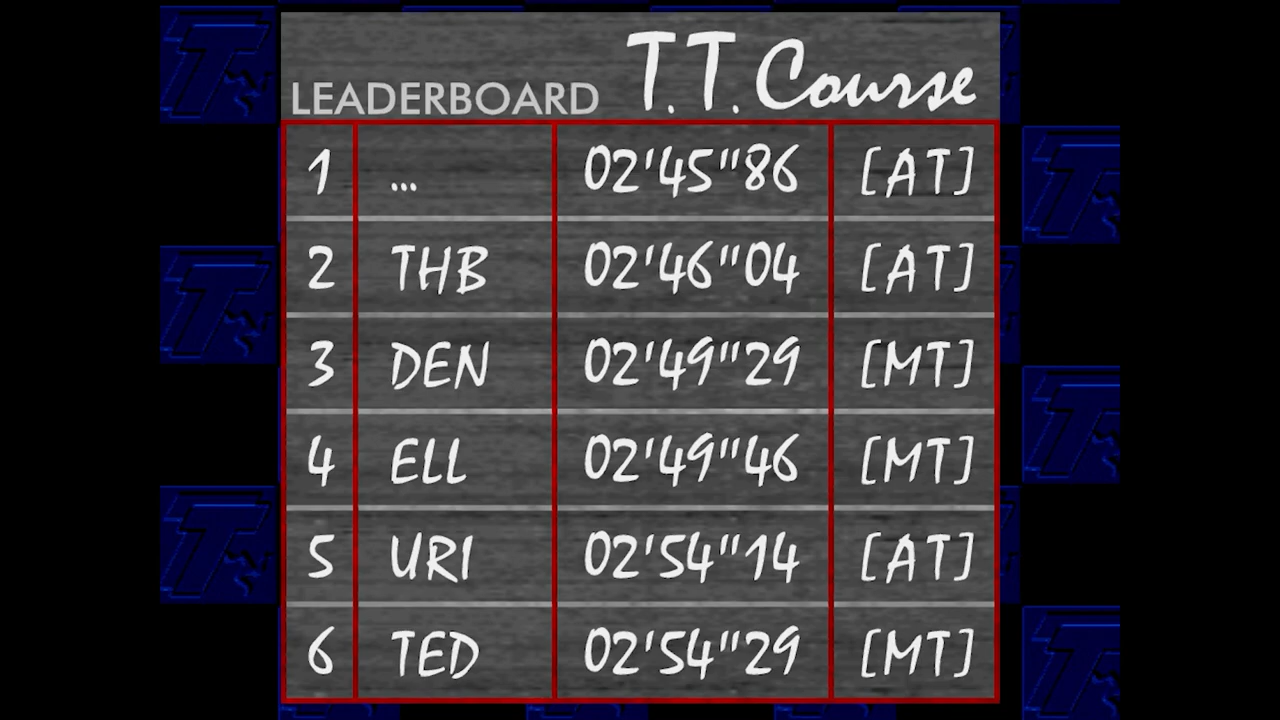 LEADERBOARD T.T. Course
1 ... 02'45"86 [AT]
2 THB 02'46"04 [AT]
3 DEN 02'49"29 [MT]
4 ELL 02'49"46 [MT]
5 URI 02'54"14 [AT]
6 TED 02'54"29 [MT]